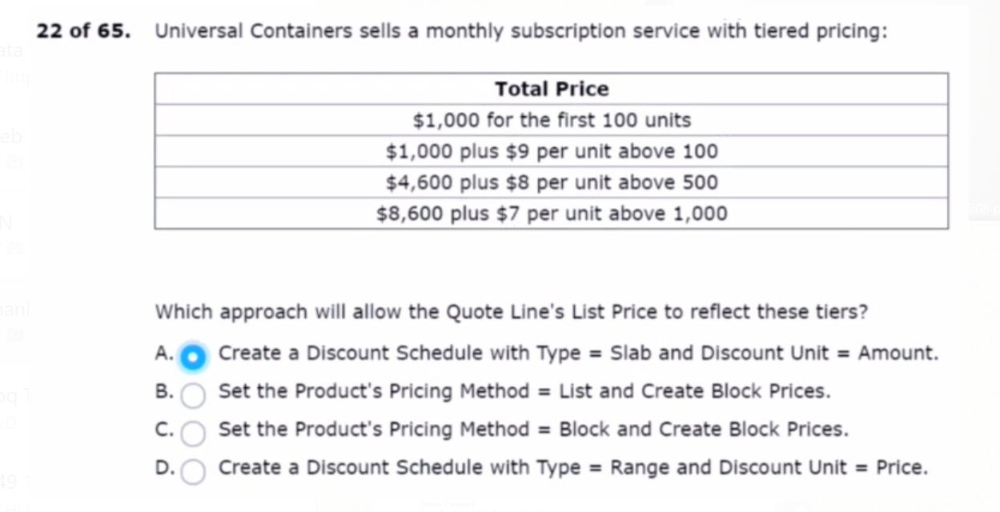 22 of 65. Universal Containers sells a monthly subscription service with tiered pricing:
Total Price
$1,000 for the first 100 units
$1,000 plus $9 per unit above 100
$4,600 plus $8 per unit above 500
$8,600 plus $7 per unit above 1,000
Which approach will allow the Quote Line's List Price to reflect these tiers?
A. Create a Discount Schedule with Type = Slab and Discount Unit = Amount.
B. Set the Product's Pricing Method = List and Create Block Prices.
C. Set the Product's Pricing Method = Block and Create Block Prices.
D. Create a Discount Schedule with Type = Range and Discount Unit = Price.